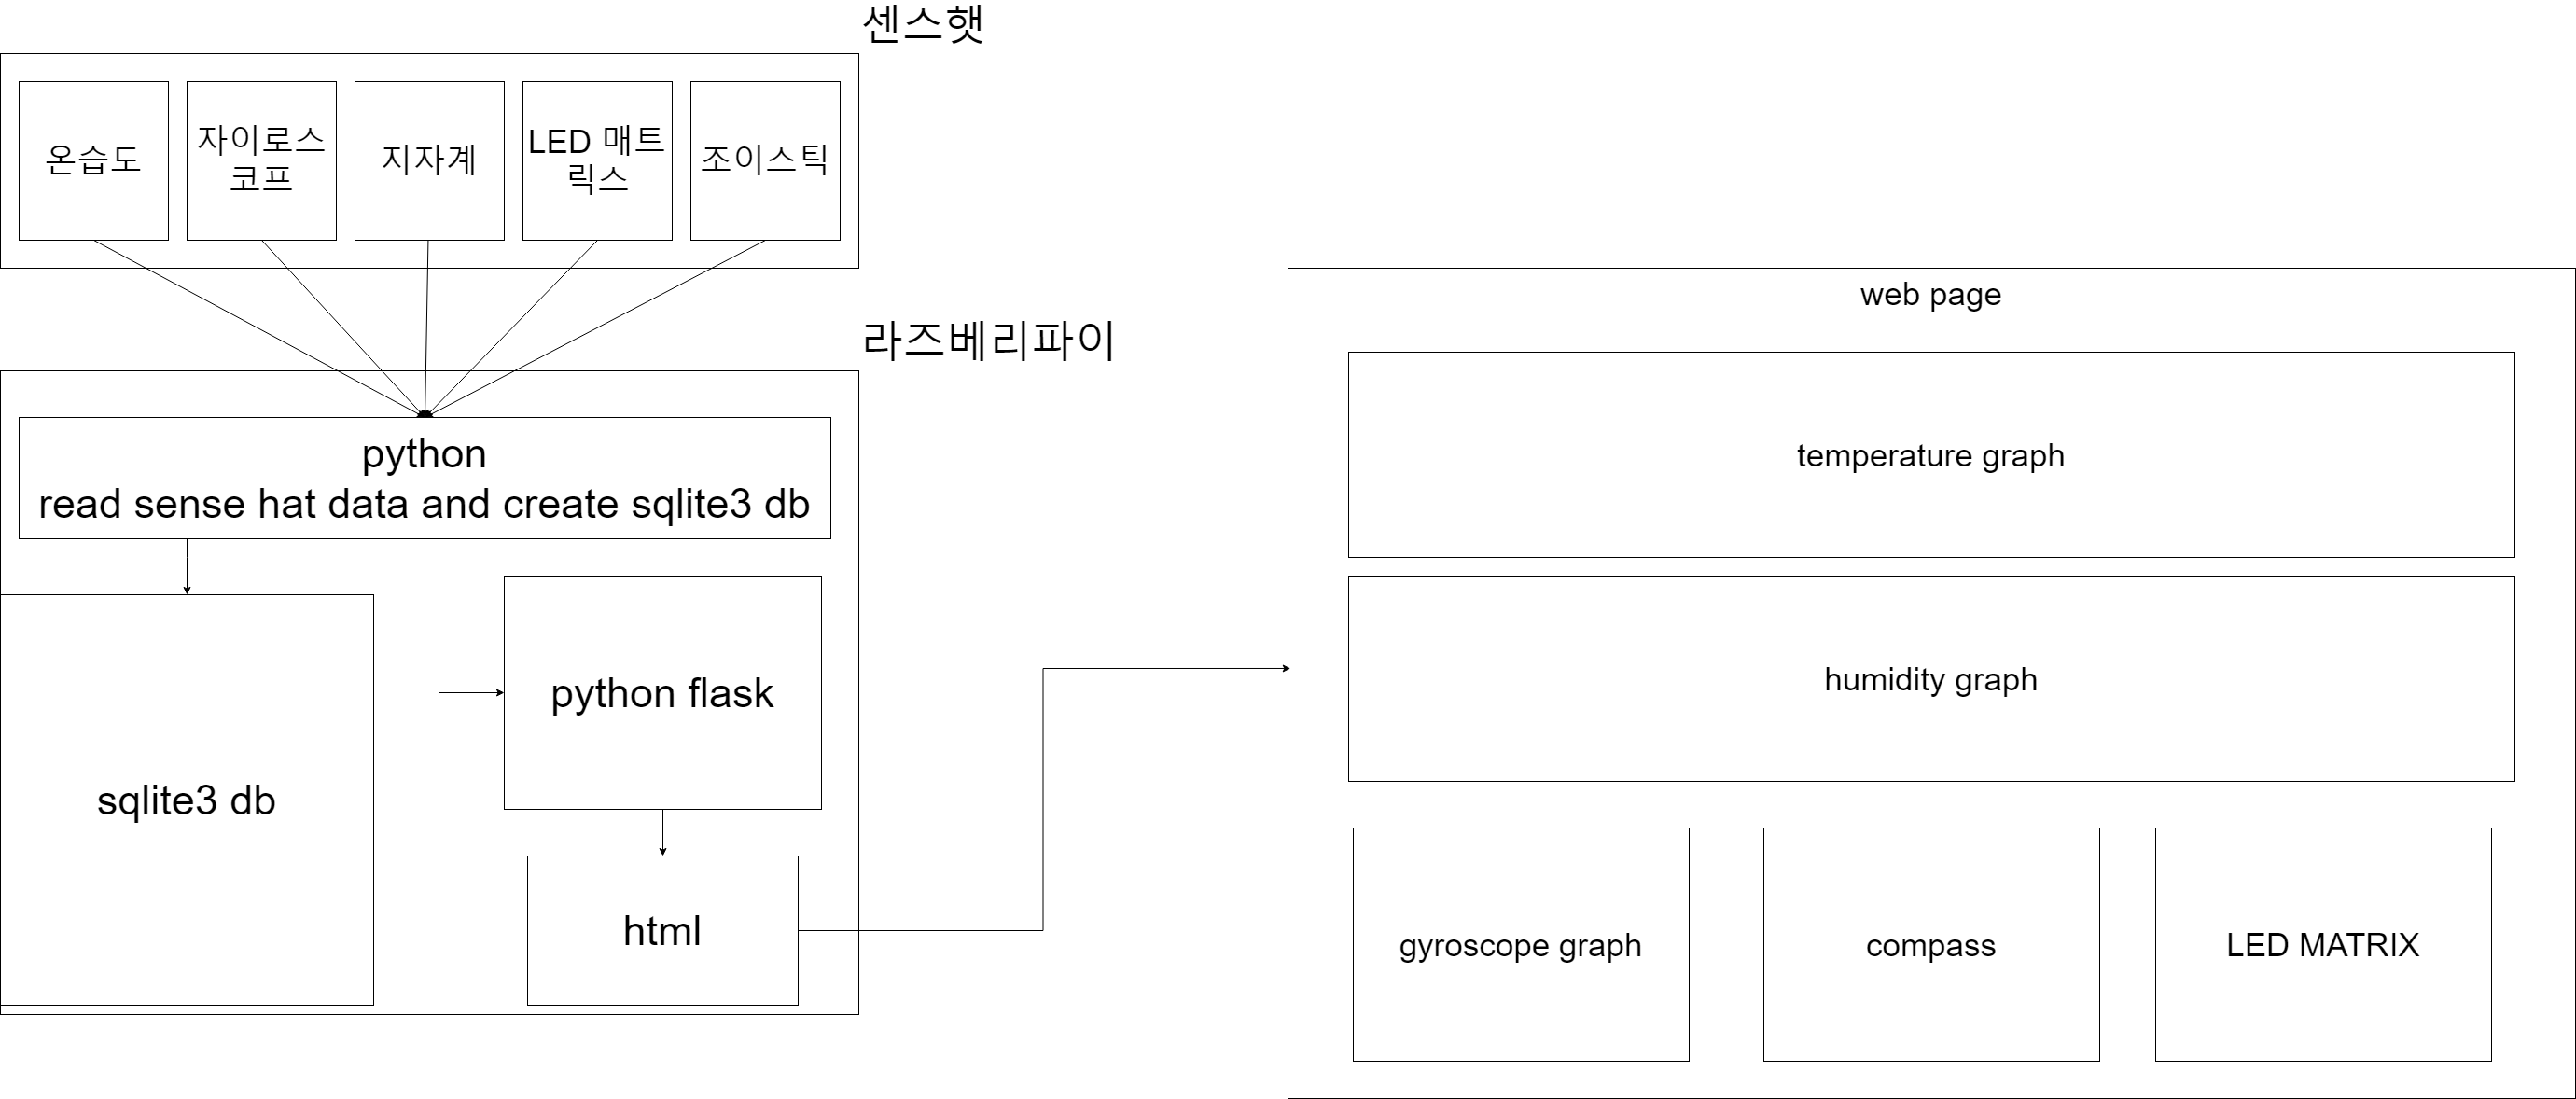 센스햇
온습도
자이로스
코프
지자계
LED 매트
릭스
조이스틱
라즈베리파이
python
read sense hat data and create sqlite3 db
sqlite3 db
python flask
html
web page
temperature graph
humidity graph
gyroscope graph
compass
LED MATRIX